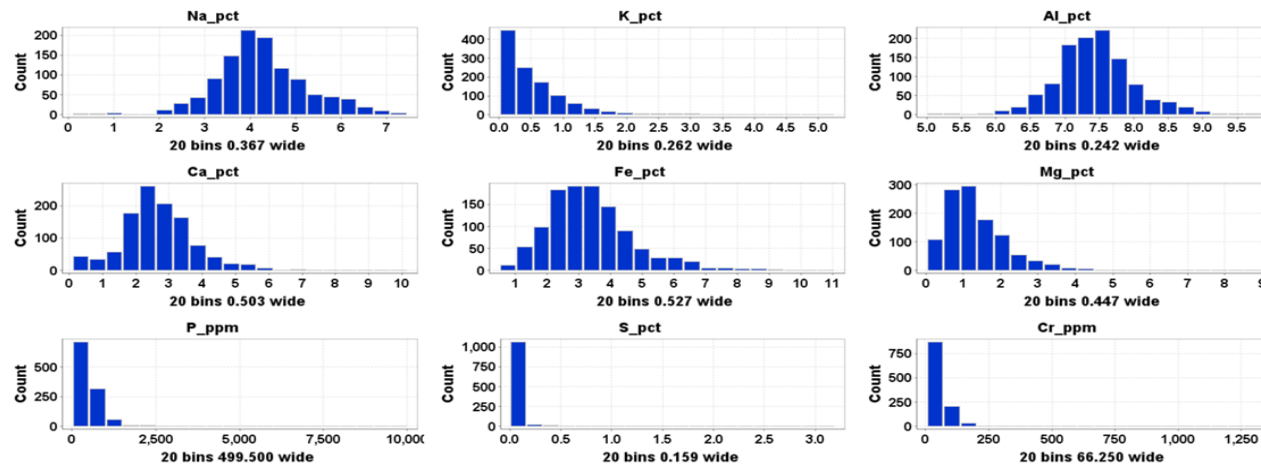 Na_pct
K_pct
Al_pct
Count
200
150
100
50
0
0 1 2 3 4 5 6 7
20 bins 0.367 wide
Count
400
300
200
100
0
0.0 0.5 1.0 1.5 2.0 2.5 3.0 3.5 4.0 4.5 5.0
20 bins 0.262 wide
Count
200
150
100
50
0
5.0 5.5 6.0 6.5 7.0 7.5 8.0 8.5 9.0 9.5
20 bins 0.242 wide
Ca_pct
Fe_pct
Mg_pct
Count
200
100
0
0 1 2 3 4 5 6 7 8 9 10
20 bins 0.503 wide
Count
150
100
50
0
1 2 3 4 5 6 7 8 9 10 11
20 bins 0.527 wide
Count
300
200
100
0
0 1 2 3 4 5 6 7 8 9
20 bins 0.447 wide
P_ppm
S_pct
Cr_ppm
Count
500
250
0
0 2,500 5,000 7,500 10,000
20 bins 499.500 wide
Count
1,000
750
500
250
0
0.0 0.5 1.0 1.5 2.0 2.5 3.0
20 bins 0.159 wide
Count
750
500
250
0
0 250 500 750 1,000 1,250
20 bins 66.250 wide